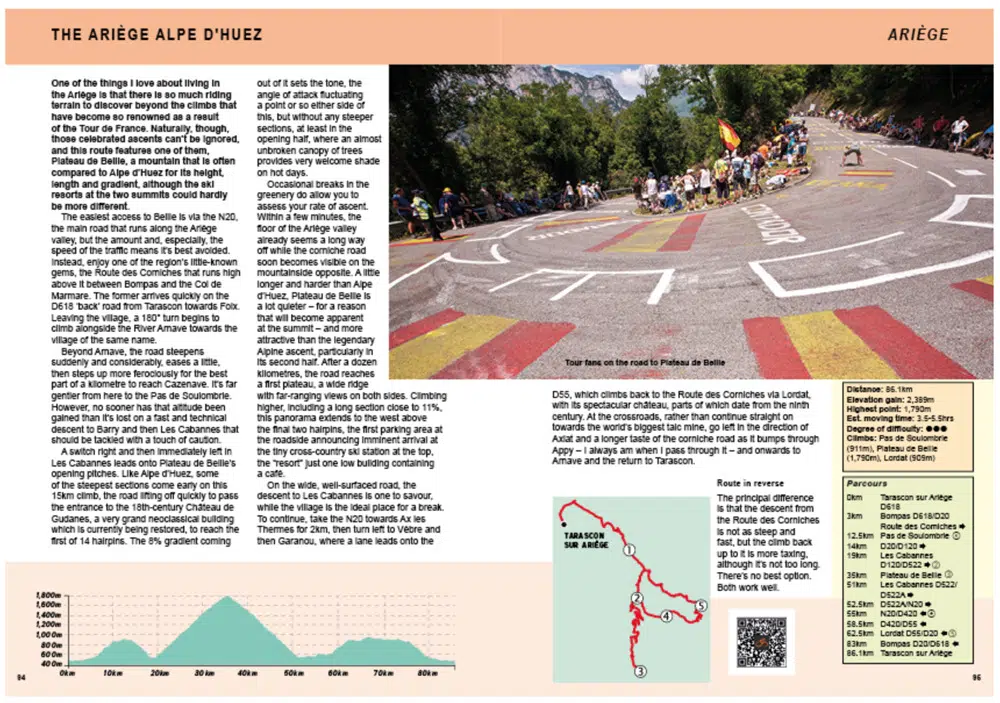 THE ARIÈGE ALPE D'HUEZ
ARIÈGE
One of the things I love about living in
the Ariège is that there is so much riding
terrain to discover beyond the climbs that
have become so renowned as a result
of the Tour de France. Naturally, though,
those celebrated ascents can't be ignored,
and this route features one of them,
Plateau de Beille, a mountain that is often
compared to Alpe d'Huez for its height,
length and gradient, although the ski
resorts at the two summits could hardly
be more different.
The easiest access to Beille is via the N20,
the main road that runs along the Ariège
valley, but the amount and, especially, the
speed of the traffic means it's best avoided.
Instead, enjoy one of the region's little-known
gems, the Route des Corniches that runs high
above it between Bompas and the Col de
Marmare. The former arrives quickly on the
D618 'back' road from Tarascon towards Foix.
Leaving the village, a 180° turn begins to
climb alongside the River Arnave towards the
village of the same name.
Beyond Arnave, the road steepens
suddenly and considerably, eases a little,
then steps up more ferociously for the best
part of a kilometre to reach Cazenave. It's far
gentler from here to the Pas de Soulombrie.
However, no sooner has that altitude been
gained than it's lost on a fast and technical
descent to Barry and then Les Cabannes that
should be tackled with a touch of caution.
A switch right and then immediately left in
Les Cabannes leads onto Plateau de Beille's
opening pitches. Like Alpe d'Huez, some
of the steepest sections come early on this
15km climb, the road lifting off quickly to pass
the entrance to the 18th-century Château de
Gudanes, a very grand neoclassical building
which is currently being restored, to reach the
first of 14 hairpins. The 8% gradient coming
out of it sets the tone, the
angle of attack fluctuating
a point or so either side of
this, but without any steeper
sections, at least in the
opening half, where an almost
unbroken canopy of trees
provides very welcome shade
on hot days.
Occasional breaks in the
greenery do allow you to
assess your rate of ascent.
Within a few minutes, the
floor of the Ariège valley
already seems a long way
off while the corniche road
soon becomes visible on the
mountainside opposite. A little
longer and harder than Alpe
d'Huez, Plateau de Beille is
a lot quieter – for a reason
that will become apparent
at the summit – and more
attractive than the legendary
Alpine ascent, particularly in
its second half. After a dozen
kilometres, the road reaches
a first plateau, a wide ridge
with far-ranging views on both sides. Climbing
higher, including a long section close to 11%,
this panorama extends to the west above
the final two hairpins, the first parking area at
the roadside announcing imminent arrival at
the tiny cross-country ski station at the top,
the "resort" just one low building containing
a café.
On the wide, well-surfaced road, the
descent to Les Cabannes is one to savour,
while the village is the ideal place for a break.
To continue, take the N20 towards Ax les
Thermes for 2km, then turn left to Vèbre and
then Garanou, where a lane leads onto the
Tour fans on the road to Plateau de Beille
D55, which climbs back to the Route des Corniches via Lordat,
with its spectacular château, parts of which date from the ninth
century. At the crossroads, rather than continue straight on
towards the world's biggest talc mine, go left in the direction of
Axiat and a longer taste of the corniche road as it bumps through
Appy – I always am when I pass through it – and onwards to
Arnave and the return to Tarascon.
Route in reverse
The principal difference
is that the descent from
the Route des Corniches
is not as steep and
fast, but the climb back
up to it is more taxing,
although it's not too long.
There's no best option.
Both work well.
Distance: 86.1km
Elevation gain: 2,389m
Highest point: 1,790m
Est. moving time: 3.5-5.5hrs
Degree of difficulty: ●●●
Climbs: Pas de Soulombrie
(911m), Plateau de Beille
(1,790m), Lordat (909m)
Parcours
0km Tarascon sur Ariège
D618
3km Bompas D618/D20
Route des Corniches ➡
12.5km Pas de Soulombrie ①
14km D20/D120 ➡
19km Les Cabannes
D120/D522 ➡ ②
35km Plateau de Beille ③
51km Les Cabannes D522/
D522A ➡
52.5km D522A/N20 ➡
55km N20/D420 ⬅ ④
58.5km D420/D55 ⬅
62.5km Lordat D55/D20 ⬅ ⑤
83km Bompas D20/D618 ⬅
86.1km Tarascon sur Ariège
TARASCON
SUR ARIÈGE
1
2
5
4
3
1,800m
1,600m
1,400m
1,200m
1,000m
800m
600m
400m
0km 10km 20km 30km 40km 50km 60km 70km 80km
94
95